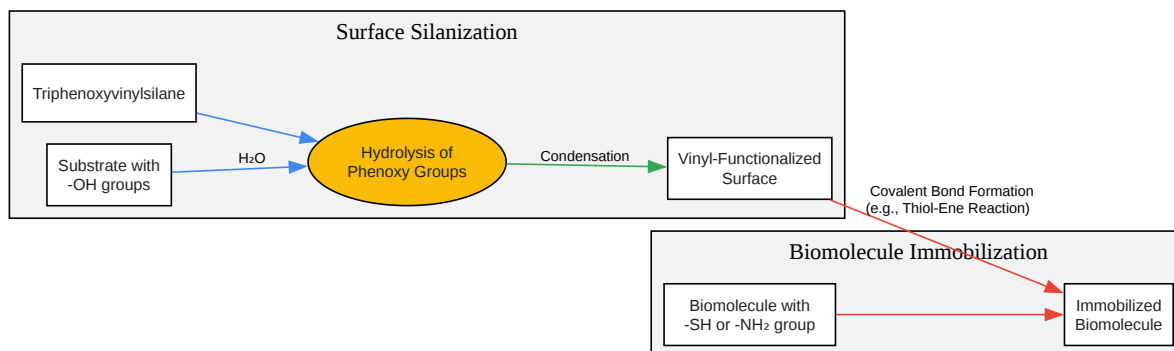 Surface Silanization
Triphenoxyvinylsilane
Substrate with
-OH groups
H₂O
Hydrolysis of
Phenoxy Groups
Condensation
Vinyl-Functionalized
Surface
Covalent Bond Formation
(e.g., Thiol-Ene Reaction)
Biomolecule Immobilization
Biomolecule with
-SH or -NH₂ group
Immobilized
Biomolecule